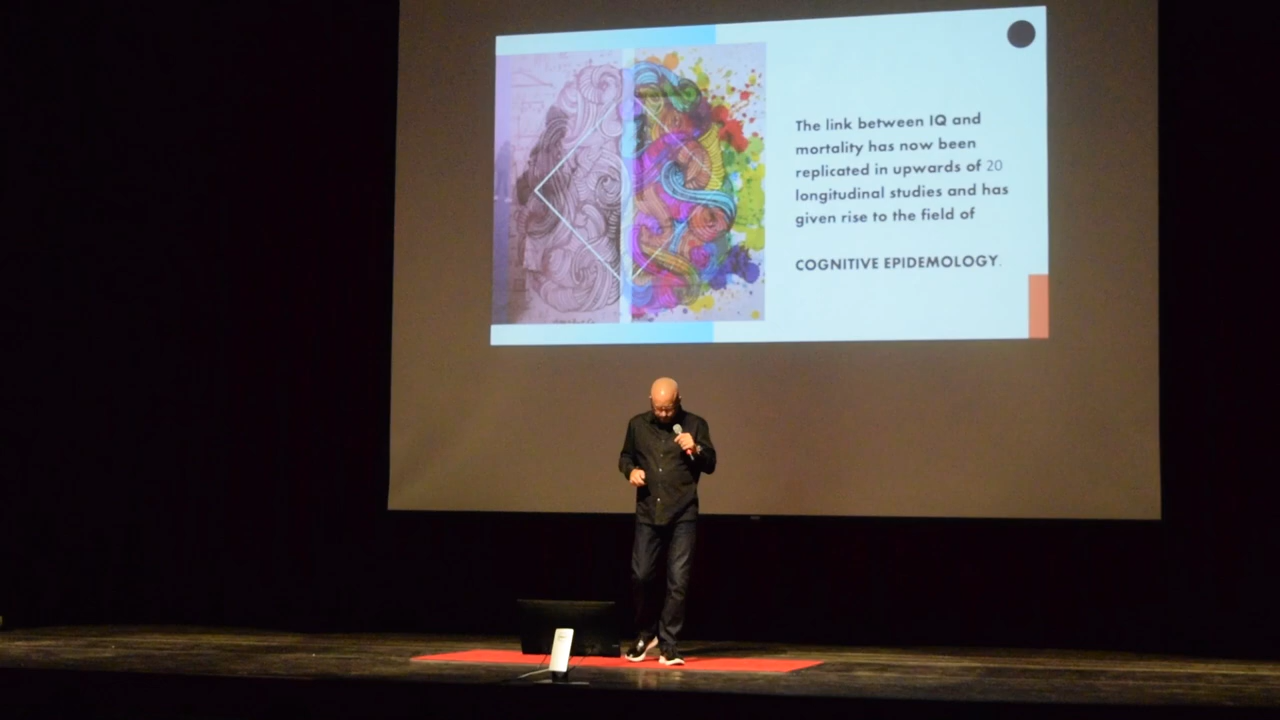 The link between IQ and
mortality has now been
replicated in upwards of 20
longitudinal studies and has
given rise to the field of
COGNITIVE EPIDEMOLOGY.